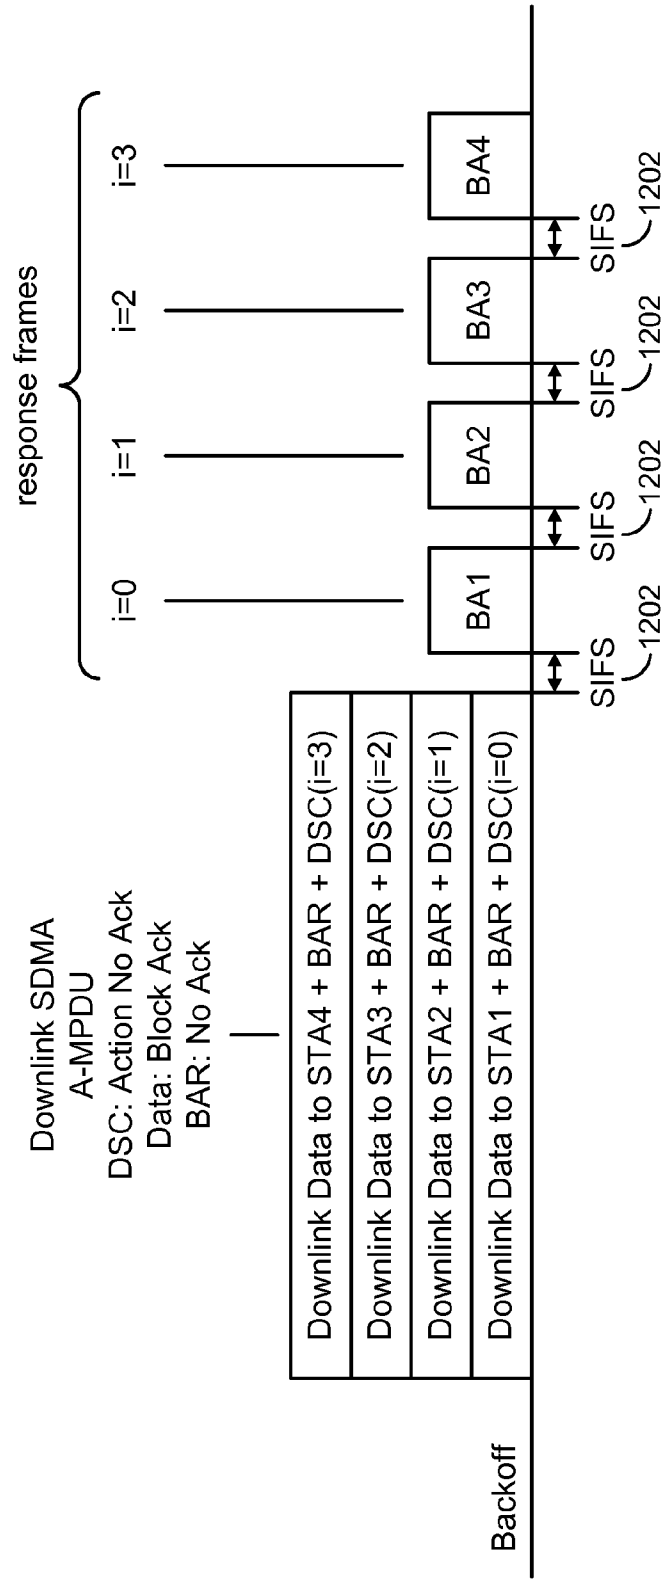 response frames
i=0
i=1
i=2
i=3
Downlink SDMA
A-MPDU
DSC: Action No Ack
Data: Block Ack
BAR: No Ack
Downlink Data to STA4 + BAR + DSC(i=3)
Downlink Data to STA3 + BAR + DSC(i=2)
Downlink Data to STA2 + BAR + DSC(i=1)
Downlink Data to STA1 + BAR + DSC(i=0)
BA1
BA2
BA3
BA4
Backoff
SIFS
SIFS
SIFS
SIFS
1202
1202
1202
1202